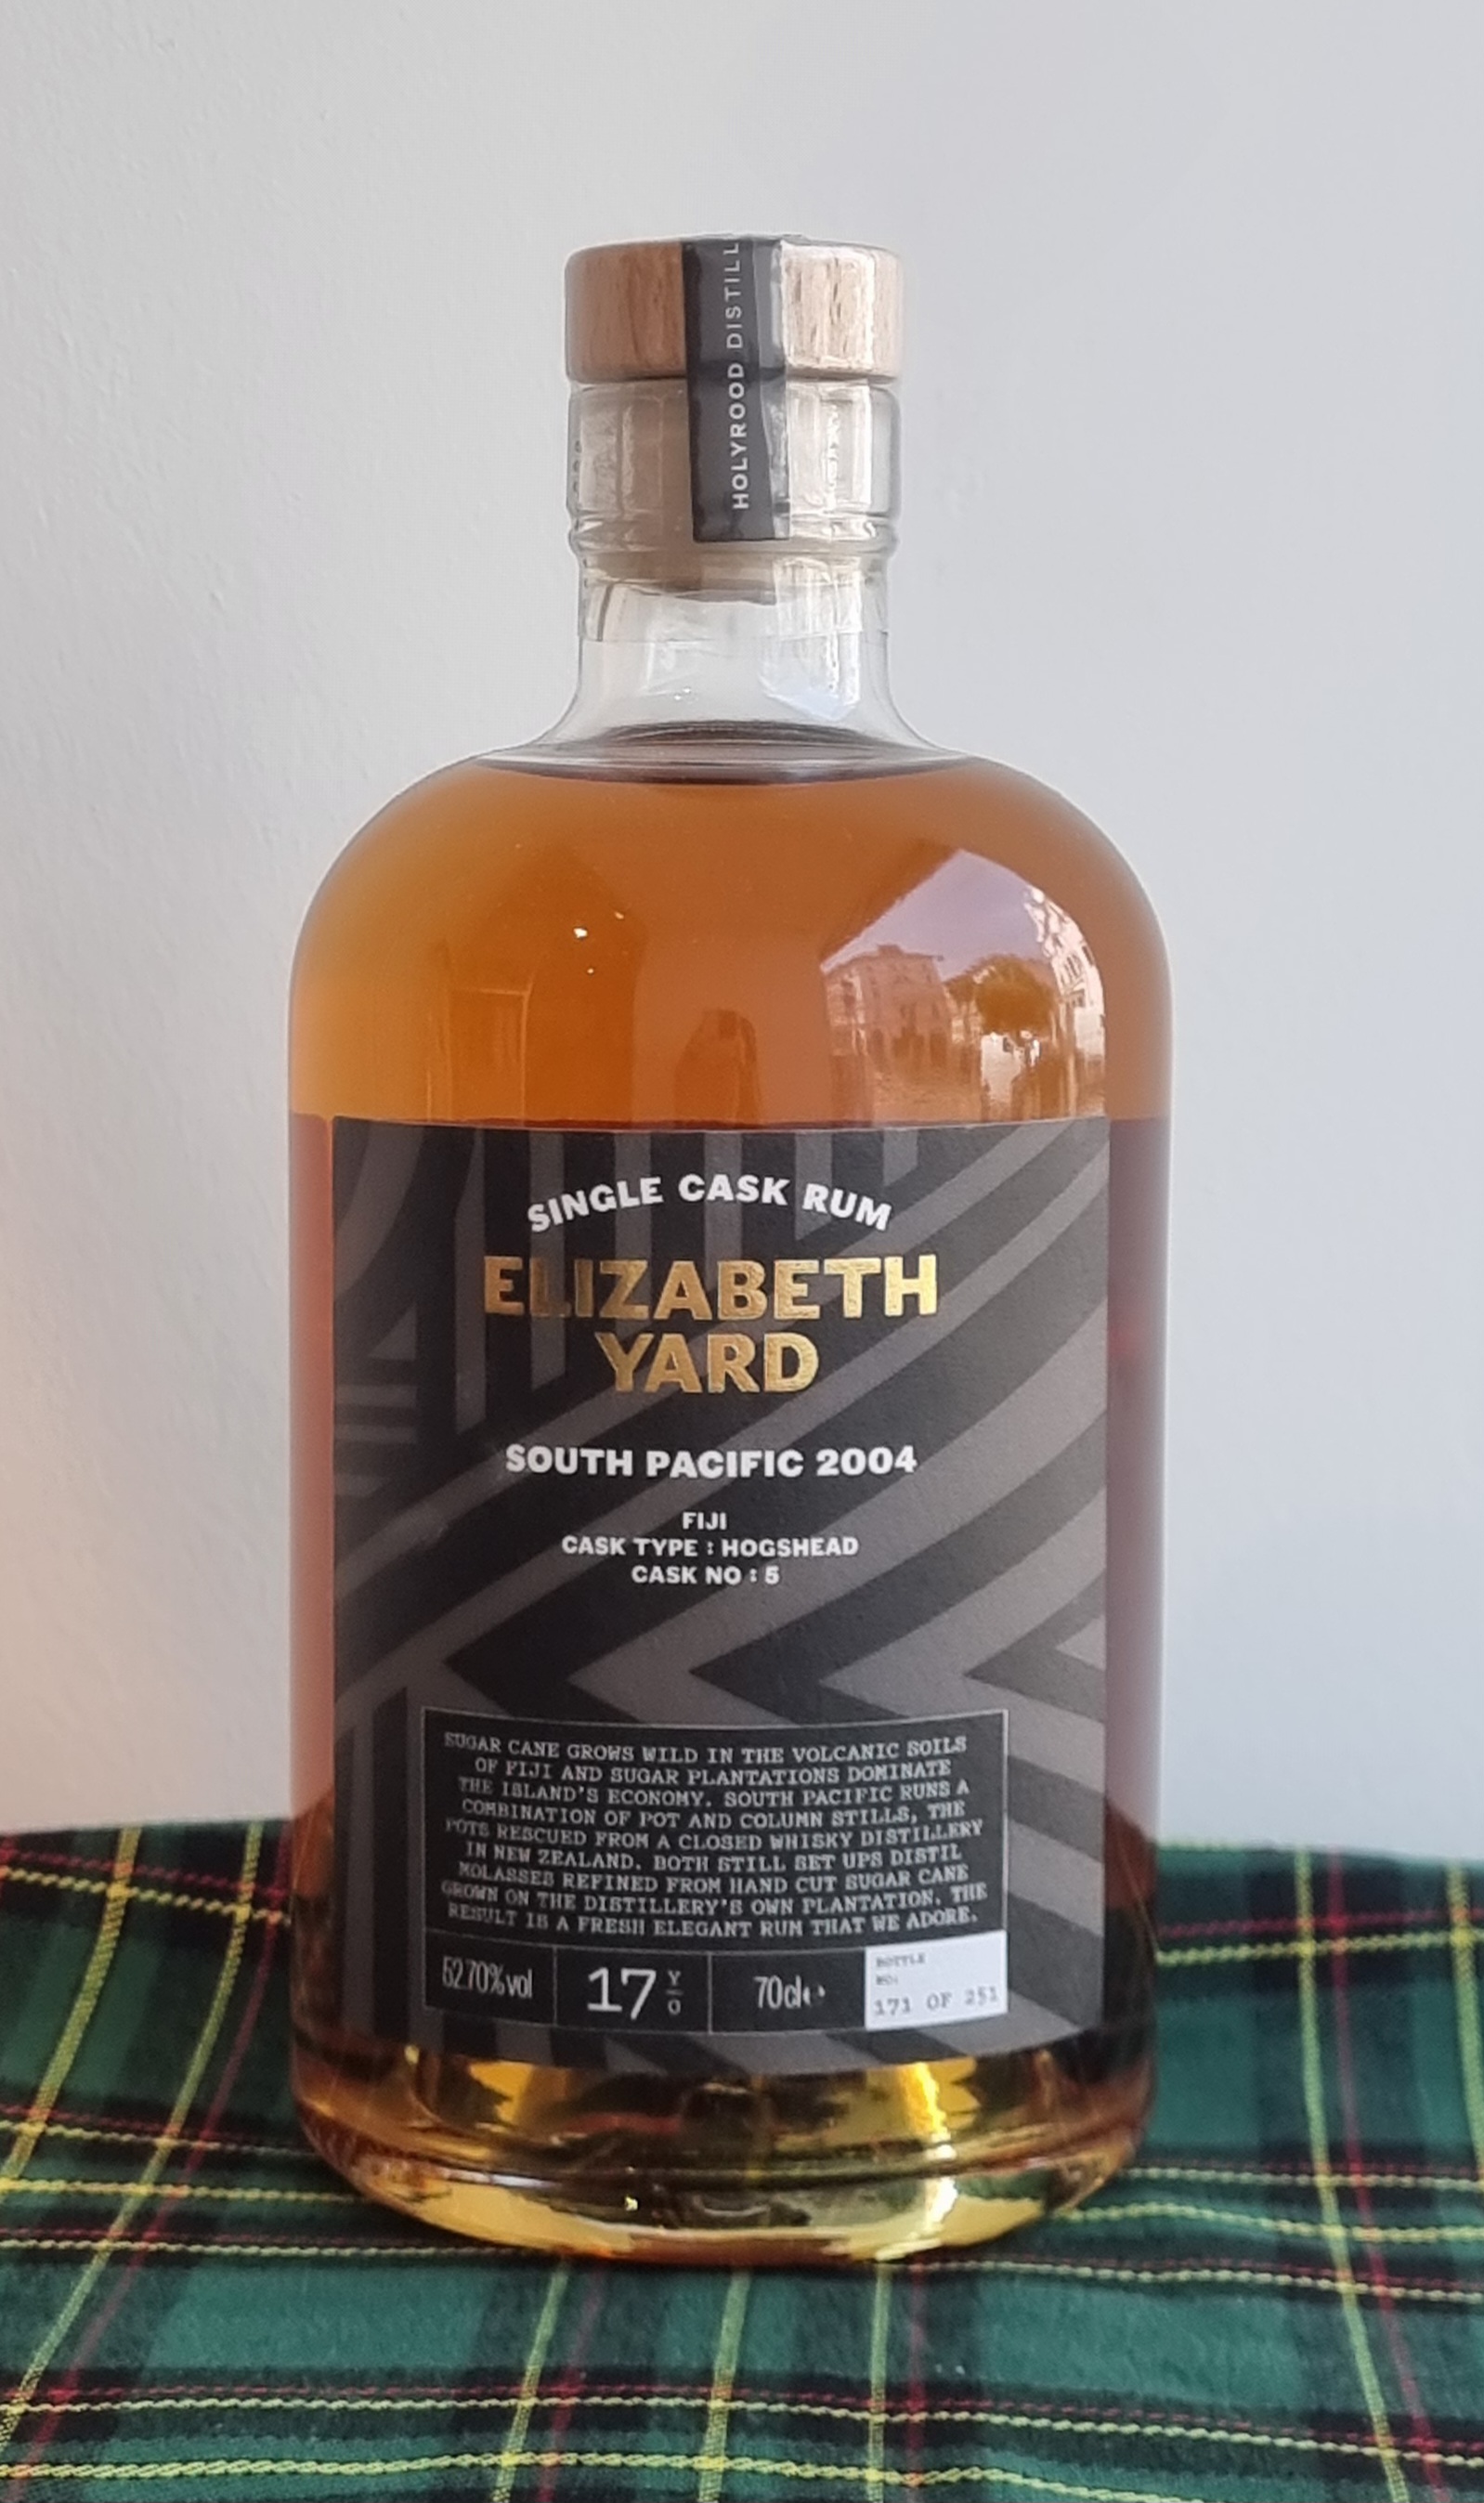 HOLYROOD DISTILL
SINGLE CASK RUM
ELIZABETH
YARD
SOUTH PACIFIC 2004
FIJI
CASK TYPE : HOGSHEAD
CASK NO : 5
SUGAR CANE GROWS WILD IN THE VOLCANIC SOILS
OF FIJI AND SUGAR PLANTATIONS DOMINATE
THE ISLAND'S ECONOMY. SOUTH PACIFIC RUNS A
COMBINATION OF POT AND COLUMN STILLS, THE
POTS RESCUED FROM A CLOSED WHISKY DISTILLERY
IN NEW ZEALAND. BOTH STILL SET UPS DISTIL
MOLASSES REFINED FROM HAND CUT SUGAR CANE
GROWN ON THE DISTILLERY'S OWN PLANTATION. THE
RESULT IS A FRESH ELEGANT RUM THAT WE ADORE.
17 YO
70cl
BOTTLE
NO:
171 OF 251